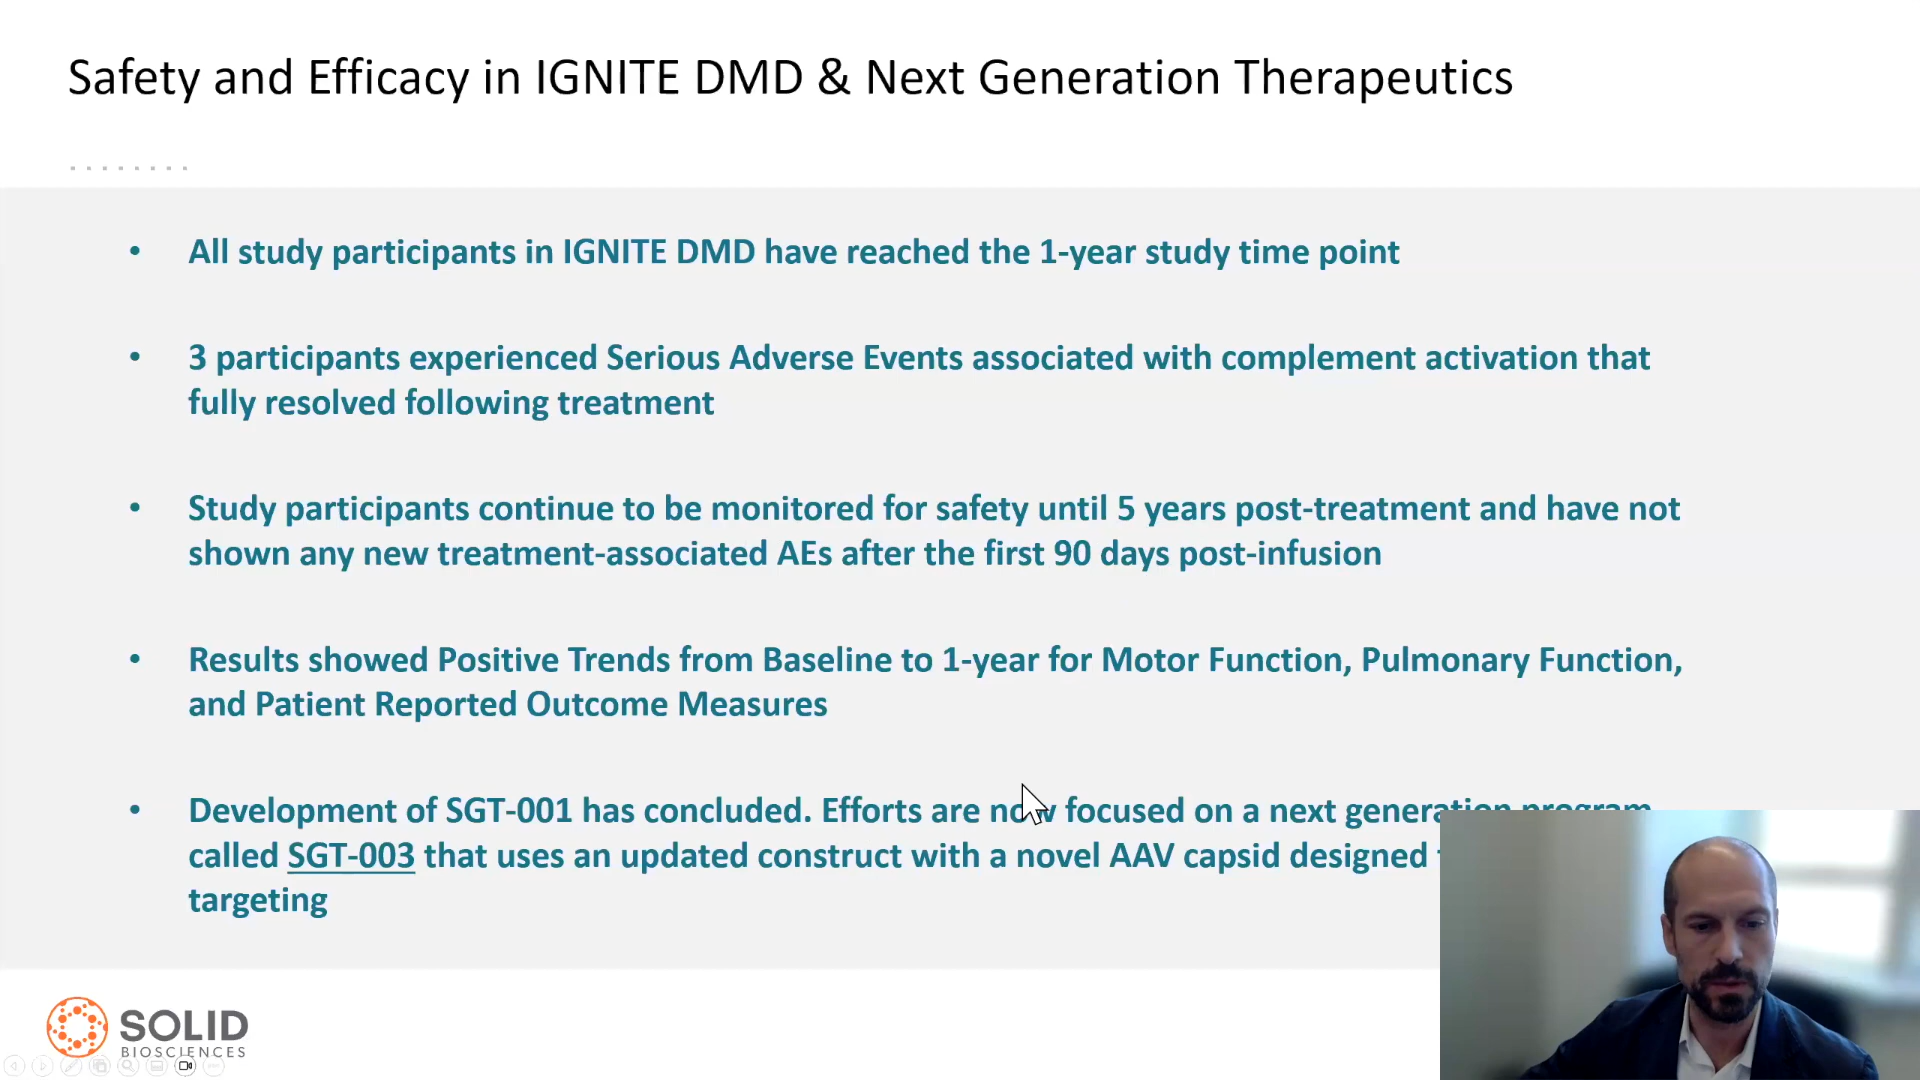 Safety and Efficacy in IGNITE DMD & Next Generation Therapeutics
• All study participants in IGNITE DMD have reached the 1-year study time point
• 3 participants experienced Serious Adverse Events associated with complement activation that
fully resolved following treatment
• Study participants continue to be monitored for safety until 5 years post-treatment and have not
shown any new treatment-associated AEs after the first 90 days post-infusion
• Results showed Positive Trends from Baseline to 1-year for Motor Function, Pulmonary Function,
and Patient Reported Outcome Measures
• Development of SGT-001 has concluded. Efforts are now focused on a next generation program
called SGT-003 that uses an updated construct with a novel AAV capsid designed
targeting
SOLID
BIOSCIENCES